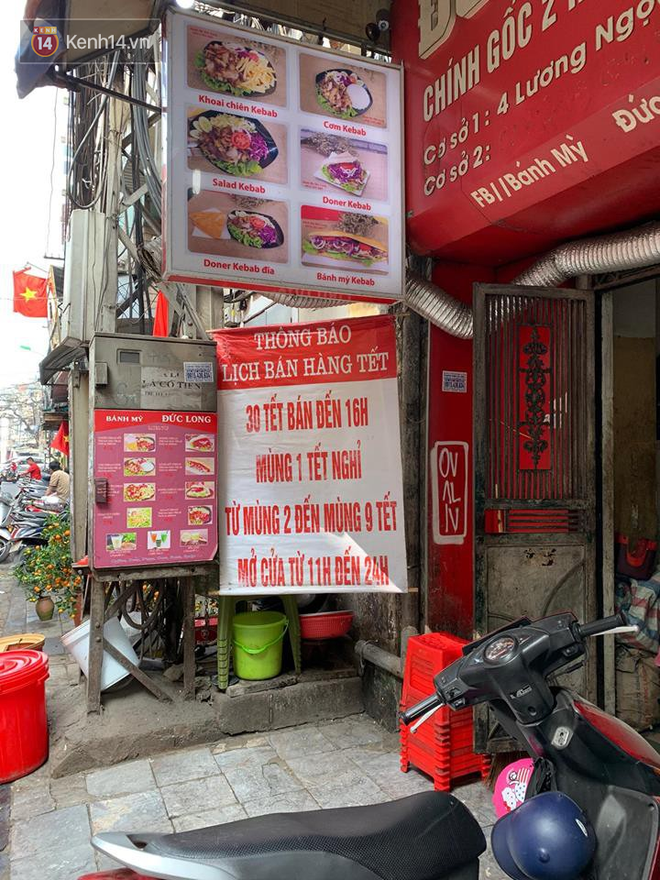 14 Kenh14.vn
Khoai chiên Kebab
Cơm Kebab
Salad Kebab
Doner Kebab
Doner Kebab đĩa
Bánh mỳ Kebab
CHÍNH GỐC
Cơ sở 1: 4 Lương Ngọ
Cơ sở 2:
FB//Bánh Mỳ Đức
THÔNG BÁO
LỊCH BÁN HÀNG TẾT
30 TẾT BÁN ĐẾN 16H
MÙNG 1 TẾT NGHỈ
TỪ MÙNG 2 ĐẾN MÙNG 9 TẾT
MỞ CỬA TỪ 11H ĐẾN 24H
BÁNH MỲ ĐỨC LONG
OVALTIN